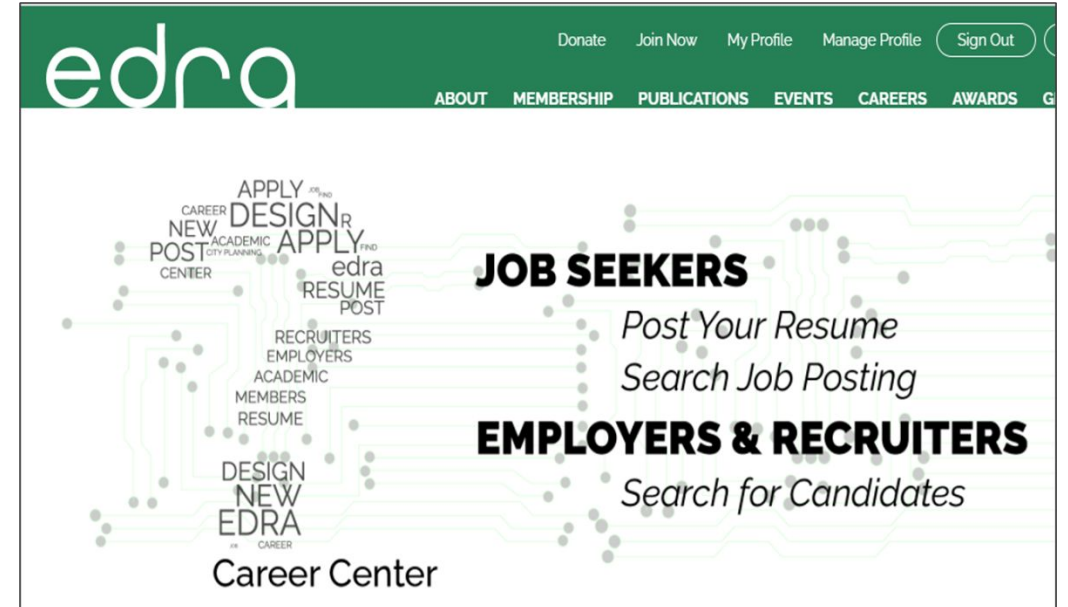 edra
Donate Join Now My Profile Manage Profile Sign Out
ABOUT MEMBERSHIP PUBLICATIONS EVENTS CAREERS AWARDS G
APPLY JOB FIND
CAREER DESIGN R
NEW ACADEMIC APPLY FIND
POST CITY PLANNING
CENTER edra
RESUME
POST
RECRUITERS
EMPLOYERS
ACADEMIC
MEMBERS
RESUME
DESIGN
NEW
EDRA
CAREER
Career Center
JOB SEEKERS
Post Your Resume
Search Job Posting
EMPLOYERS & RECRUITERS
Search for Candidates